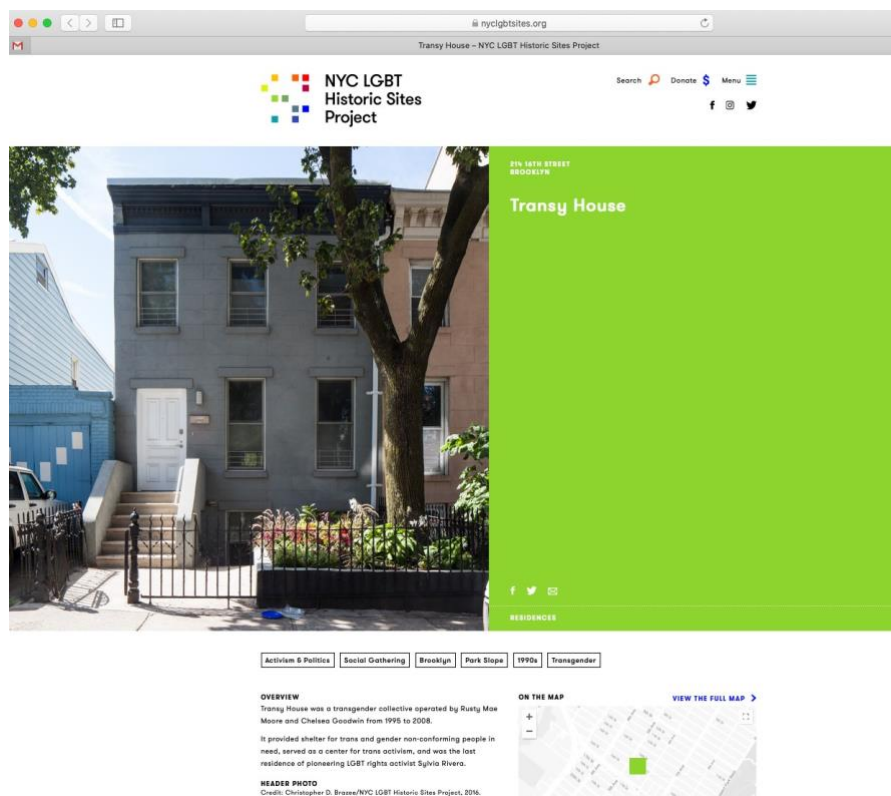 nyclgbtsites.org
Transy House – NYC LGBT Historic Sites Project
NYC LGBT
Historic Sites
Project
Search
Donate $
Menu
214 16TH STREET
BROOKLYN
Transy House
RESIDENCES
Activism & Politics
Social Gathering
Brooklyn
Park Slope
1990s
Transgender
OVERVIEW
Transy House was a transgender collective operated by Rusty Mae
Moore and Chelsea Goodwin from 1995 to 2008.
It provided shelter for trans and gender non-conforming people in
need, served as a center for trans activism, and was the last
residence of pioneering LGBT rights activist Sylvia Rivera.
HEADER PHOTO
Credit: Christopher D. Brazee/NYC LGBT Historic Sites Project, 2016.
ON THE MAP
VIEW THE FULL MAP